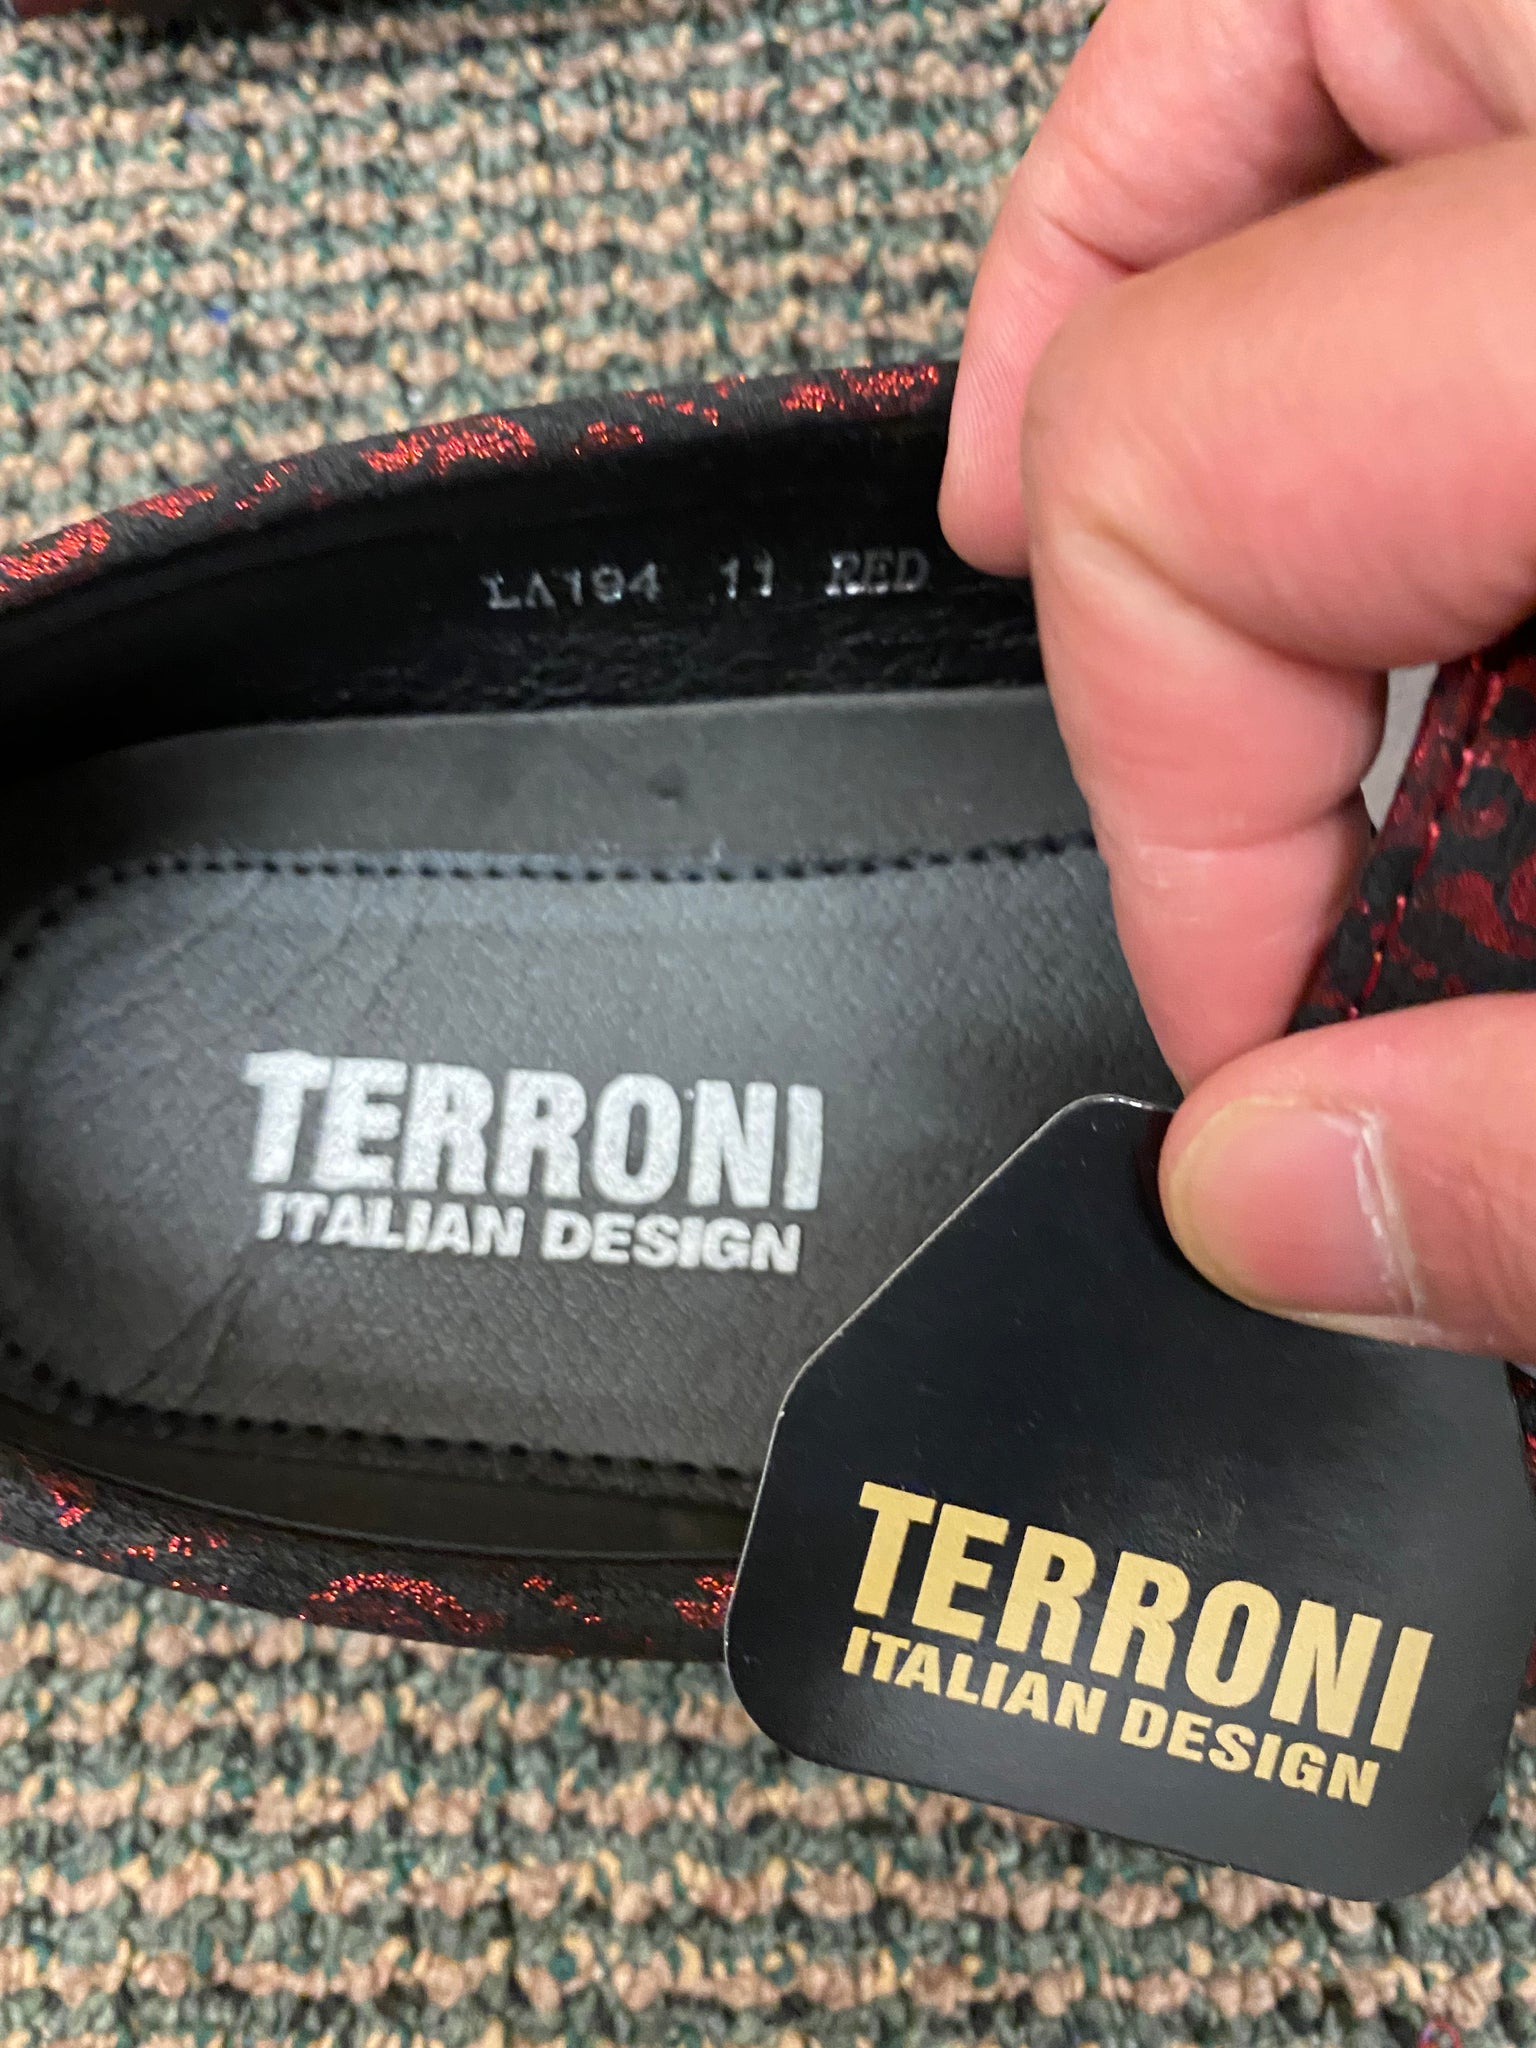 LA194 11 RED
TERRONI
ITALIAN DESIGN
TERRONI
ITALIAN DESIGN